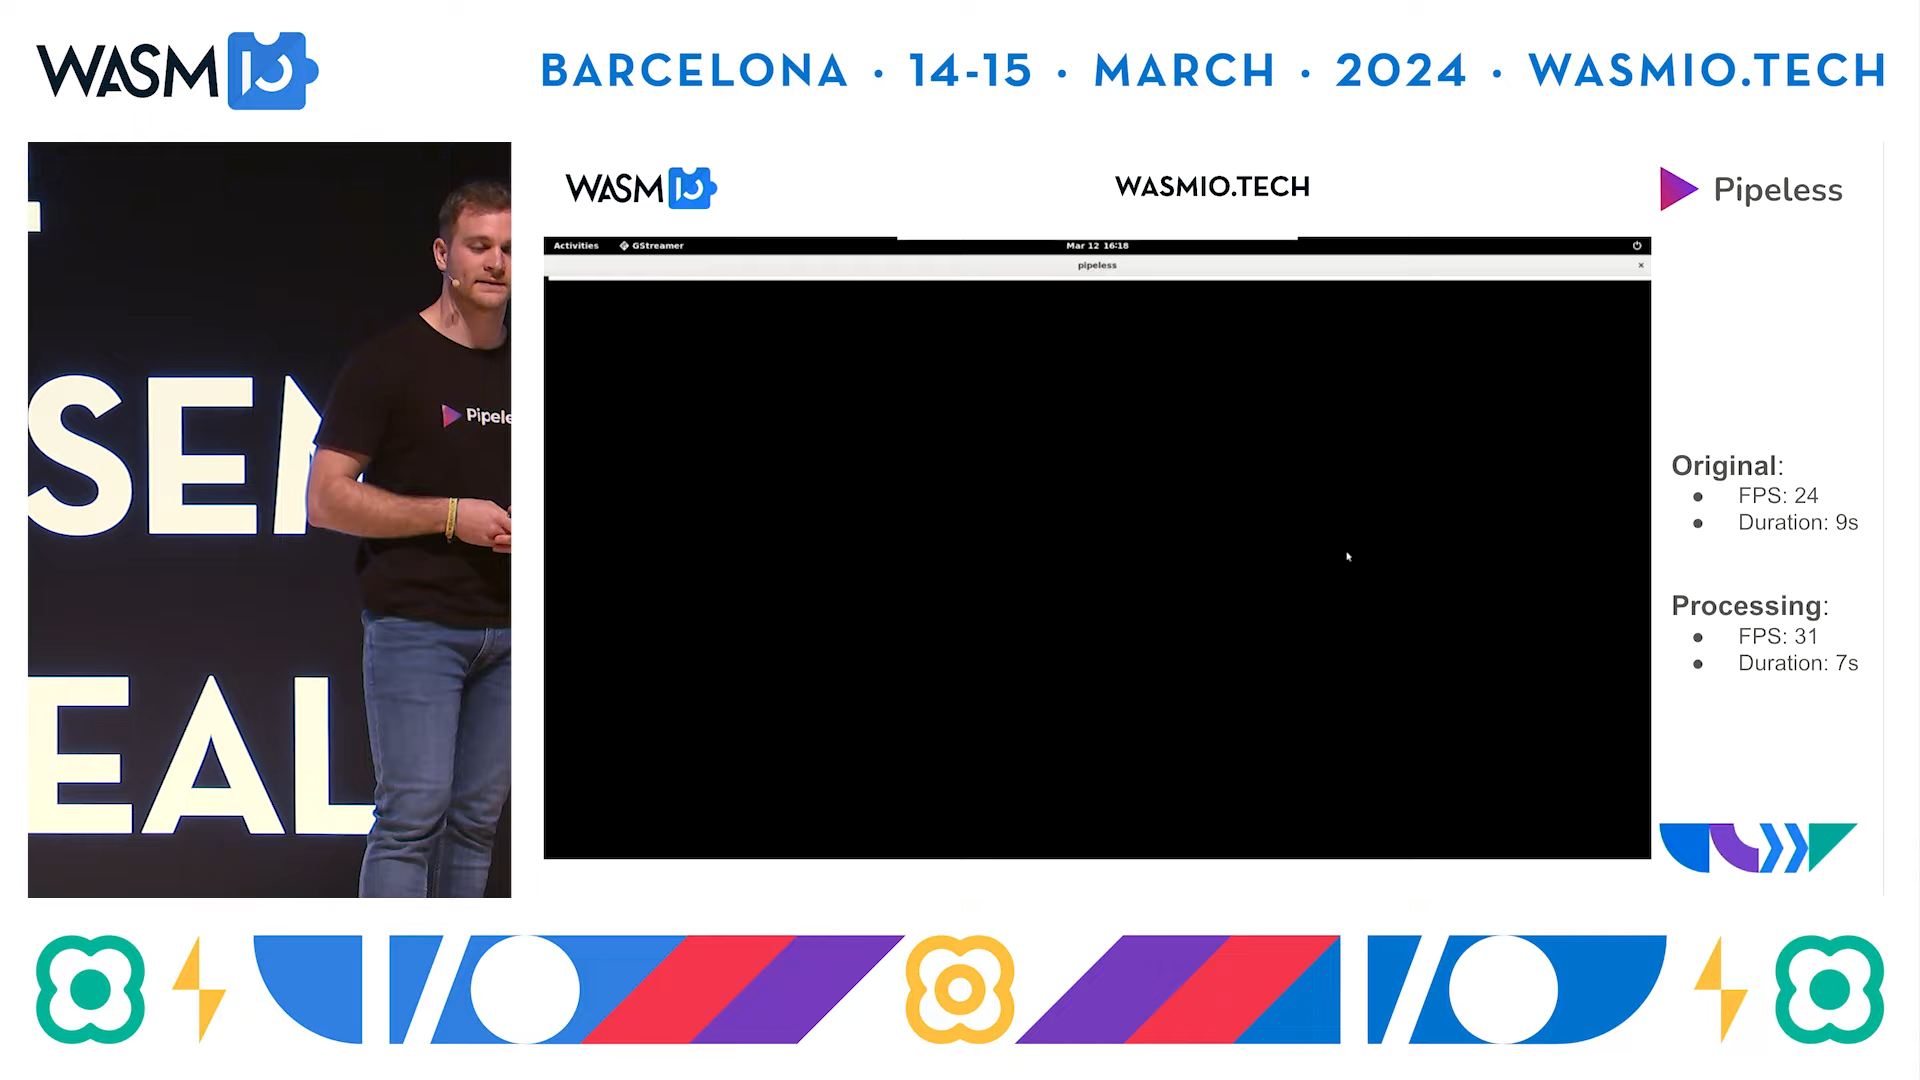 WASM IO
BARCELONA · 14-15 · MARCH · 2024 · WASMIO.TECH
T
SEN
EAL
Pipele
WASM IO
WASMIO.TECH
Pipeless
Activities GStreamer Mar 12 16:18
pipeless
Original:
● FPS: 24
● Duration: 9s
Processing:
● FPS: 31
● Duration: 7s